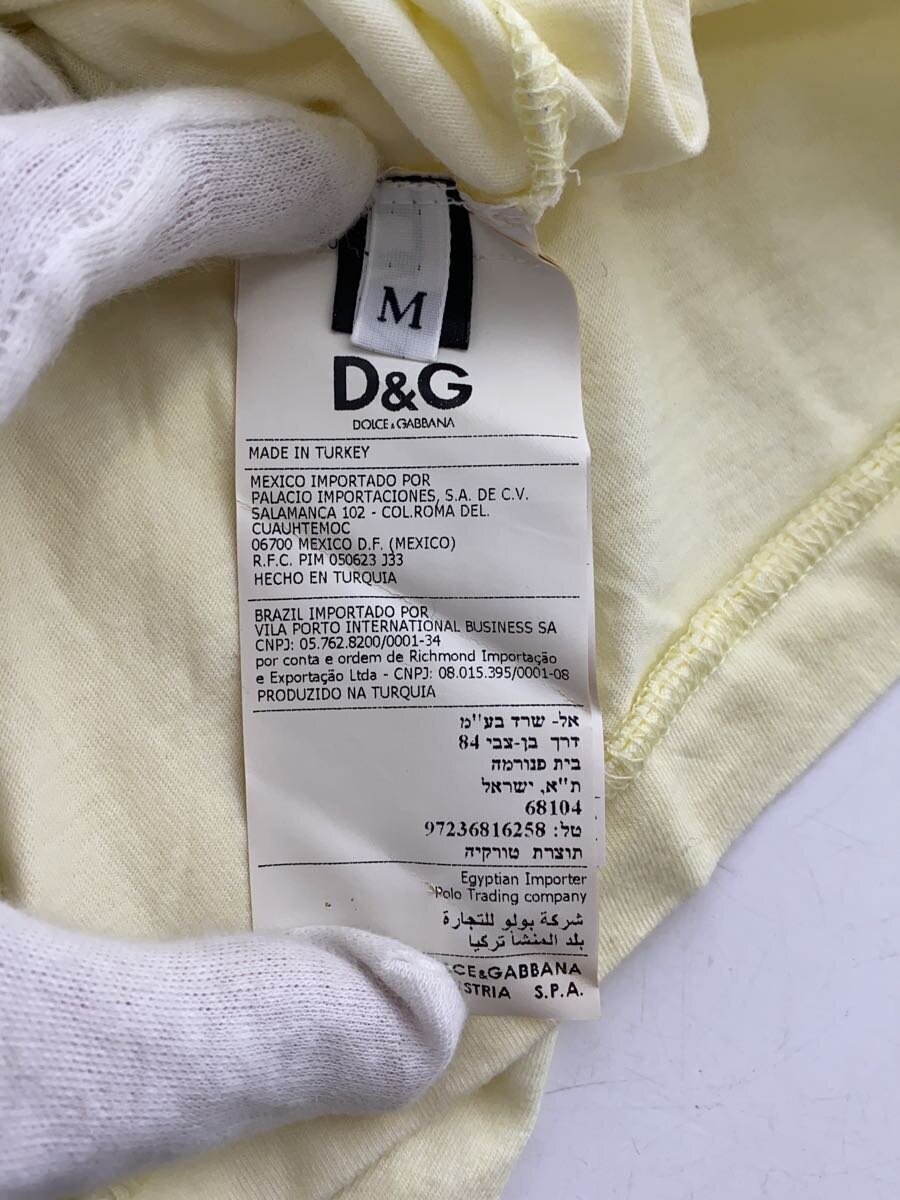 M
D&G
DOLCE & GABBANA
MADE IN TURKEY
MEXICO IMPORTADO POR
PALACIO IMPORTACIONES, S.A. DE C.V.
SALAMANCA 102 - COL.ROMA DEL.
CUAUHTEMOC
06700 MEXICO D.F. (MEXICO)
R.F.C. PIM 050623 J33
HECHO EN TURQUIA
BRAZIL IMPORTADO POR
VILA PORTO INTERNATIONAL BUSINESS SA
CNPJ: 05.762.8200/0001-34
por conta e ordem de Richmond Importação
e Exportação Ltda - CNPJ: 08.015.395/0001-08
PRODUZIDO NA TURQUIA
אל- שרד בע"מ
דרך בן-צבי 84
בית פנורמה
ת"א, ישראל
68104
טל: 97236816258
תוצרת טורקיה
Egyptian Importer
Polo Trading company
شركة بولو للتجارة
بلد المنشأ تركيا
CE&GABBANA
STRIA S.P.A.